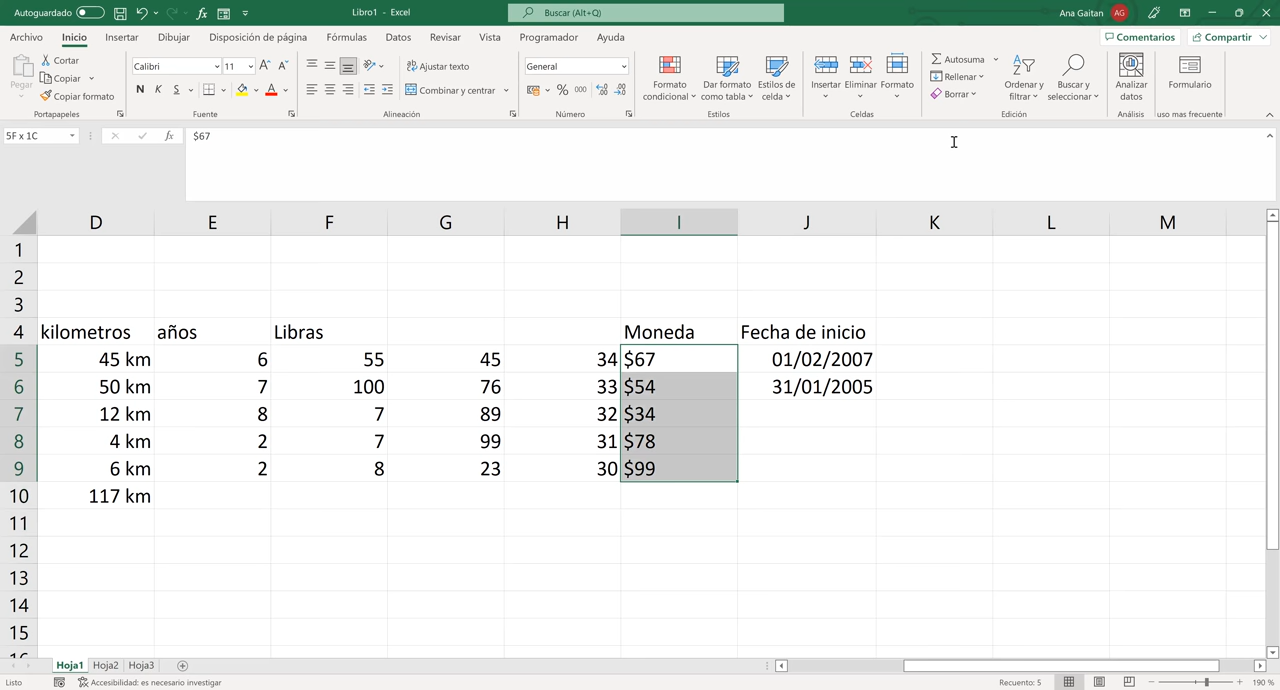 Autoguardado Libro1 - Excel Buscar (Alt+Q) Ana Gaitan AG
Archivo Inicio Insertar Dibujar Disposición de página Fórmulas Datos Revisar Vista Programador Ayuda Comentarios Compartir
Pegar Cortar Copiar Copiar formato
Calibri 11
N K S
Ajustar texto
Combinar y centrar
General
% 000
Formato condicional Dar formato como tabla Estilos de celda
Insertar Eliminar Formato
Autosuma
Rellenar
Borrar
Ordenar y filtrar Buscar y seleccionar
Analizar datos
Formulario
Portapapeles Fuente Alineación Número Estilos Celdas Edición Análisis uso mas frecuente
5F x 1C fx $67
D E F G H I J K L M
1
2
3
4 kilometros años Libras Moneda Fecha de inicio
5 45 km 6 55 45 34 $67 01/02/2007
6 50 km 7 100 76 33 $54 31/01/2005
7 12 km 8 7 89 32 $34
8 4 km 2 7 99 31 $78
9 6 km 2 8 23 30 $99
10 117 km
11
12
13
14
15
Hoja1 Hoja2 Hoja3
Listo Accesibilidad: es necesario investigar Recuento: 5 190 %